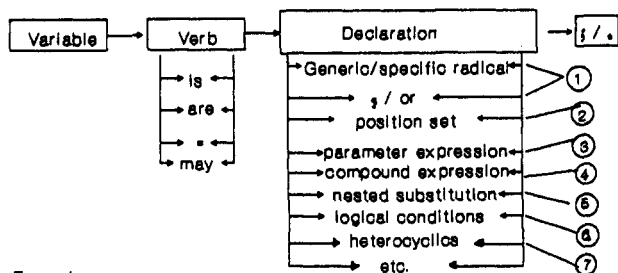 Variable Verb Declaration ; / .
is
are
=
may
Generic/specific radical
; / or
position set
parameter expression
compound expression
nested substitution
logical conditions
heterocyclics
etc.
1
2
3
4
5
6
7